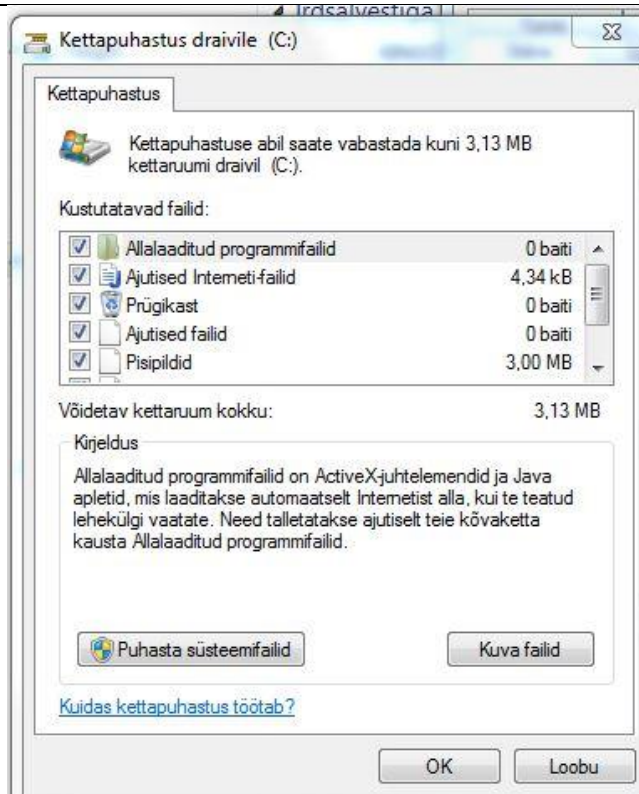 Kettapuhastus draivile (C:)
Kettapuhastus
Kettapuhastuse abil saate vabastada kuni 3,13 MB
kettaruumi draivil (C:).
Kustutatavad failid:
Allalaaditud programmifailid 0 baiti
Ajutised Interneti-failid 4,34 kB
Prügikast 0 baiti
Ajutised failid 0 baiti
Pisipildid 3,00 MB
Võidetav kettaruum kokku: 3,13 MB
Kirjeldus
Allalaaditud programmifailid on ActiveX-juhtelemendid ja Java
apletid, mis laaditakse automaatselt Internetist alla, kui te teatud
lehekülgi vaatate. Need talletatakse ajutiselt teie kõvaketta
kausta Allalaaditud programmifailid.
Puhasta süsteemifailid Kuva failid
Kuidas kettapuhastus töötab?
OK Loobu